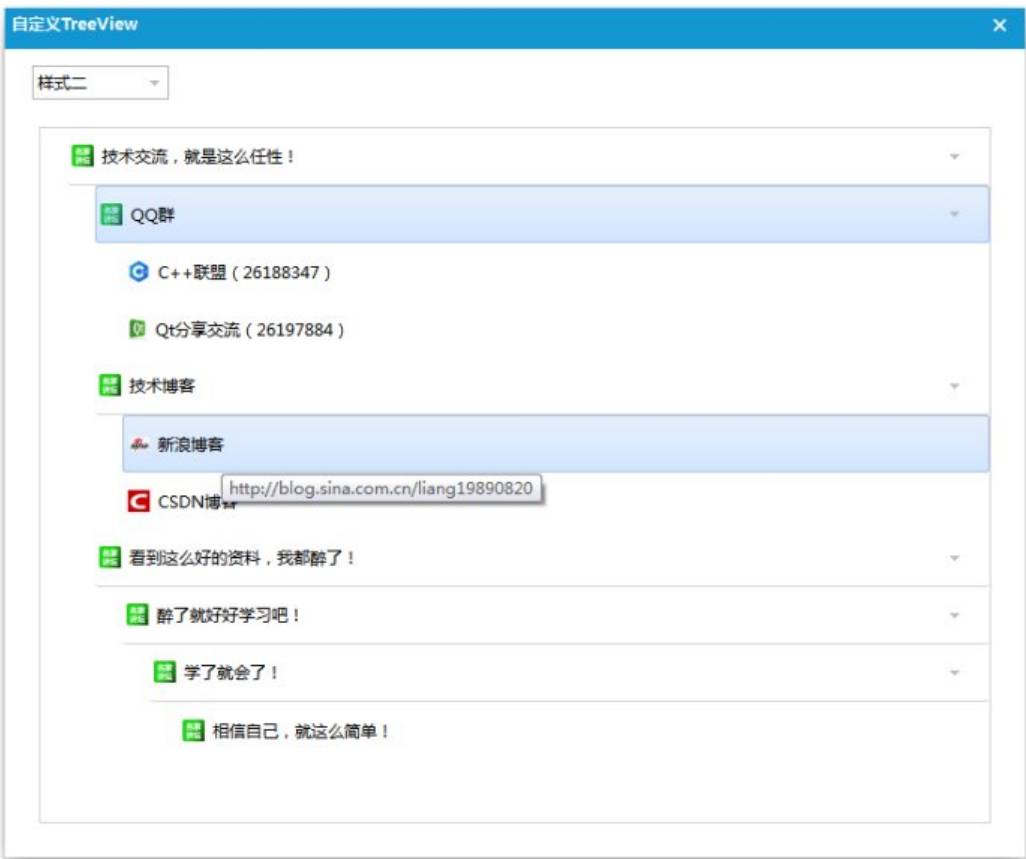 自定义TreeView
样式二
技术交流，就是这么任性！
QQ群
C++联盟（26188347）
Qt分享交流（26197884）
技术博客
新浪博客
http://blog.sina.com.cn/liang19890820
CSDN博客
看到这么好的资料，我都醉了！
醉了就好好学习吧！
学了就会了！
相信自己，就这么简单！